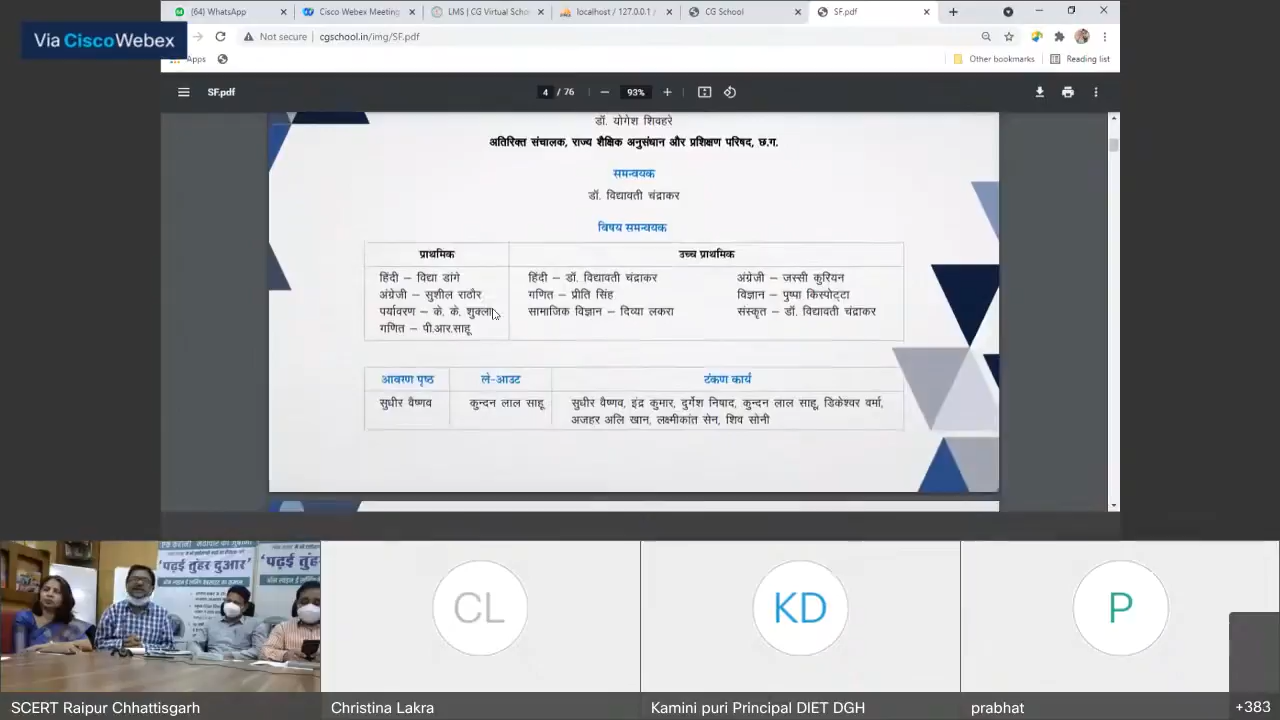 (64) WhatsApp
Cisco Webex Meeting
LMS | CG Virtual Scho
localhost / 127.0.0.1 /
CG School
SF.pdf
Via CiscoWebex
Not secure | cgschool.in/img/SF.pdf
Apps
Other bookmarks
Reading list
SF.pdf
4 / 76
93%
डॉ. योगेश शिवहरे
अतिरिक्त संचालक, राज्य शैक्षिक अनुसंधान और प्रशिक्षण परिषद, छ.ग.
समन्वयक
डॉ. विद्यावती चंद्राकर
विषय समन्वयक
प्राथमिक
उच्च प्राथमिक
हिंदी – विद्या डांगे
हिंदी – डॉ. विद्यावती चंद्राकर
अंग्रेजी – जस्सी कुरियन
अंग्रेजी – सुशील राठौर
गणित – प्रीति सिंह
विज्ञान – पुष्पा किस्पोट्टा
पर्यावरण – के. के. शुक्ला
सामाजिक विज्ञान – दिव्या लकरा
संस्कृत – डॉ. विद्यावती चंद्राकर
गणित – पी.आर.साहू
आवरण पृष्ठ
ले-आउट
टंकण कार्य
सुधीर वैष्णव
कुन्दन लाल साहू
सुधीर वैष्णव, इंद्र कुमार, दुर्गेश निषाद, कुन्दन लाल साहू, डिकेश्वर वर्मा,
अजहर अलि खान, लक्ष्मीकांत सेन, शिव सोनी
'पढ़ई तुंहर दुआर'
'पढ़ई तुंह
CL
KD
P
SCERT Raipur Chhattisgarh
Christina Lakra
Kamini puri Principal DIET DGH
prabhat
+383